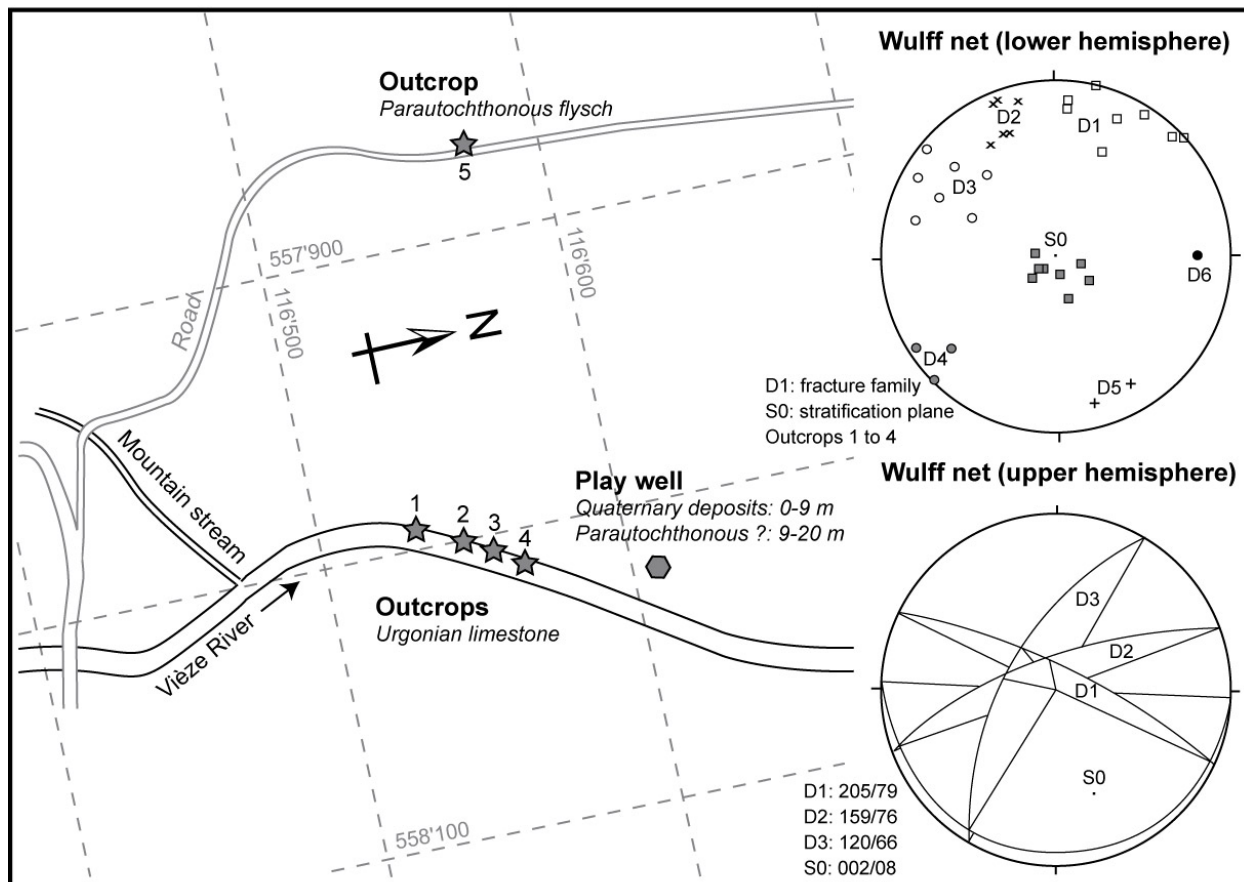 Outcrop
Parautochthonous flysch
5
557'900
116'500
116'600
Road
N
Mountain stream
1
2
3
4
Play well
Quaternary deposits: 0-9 m
Parautochthonous ?: 9-20 m
Outcrops
Urgonian limestone
Vièze River
558'100
Wulff net (lower hemisphere)
D2
D1
D3
S0
D6
D4
D5
D1: fracture family
S0: stratification plane
Outcrops 1 to 4
Wulff net (upper hemisphere)
D3
D2
D1
S0
D1: 205/79
D2: 159/76
D3: 120/66
S0: 002/08